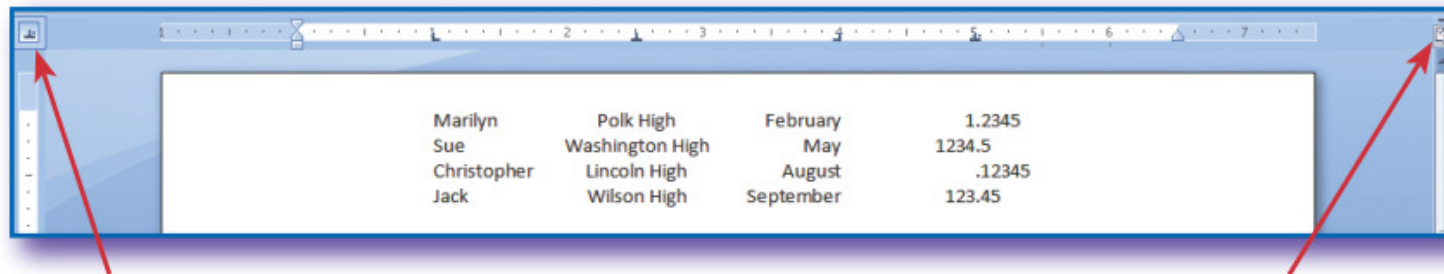 1 1 2 3 4 5 6 7
Marilyn Polk High February 1.2345
Sue Washington High May 1234.5
Christopher Lincoln High August .12345
Jack Wilson High September 123.45